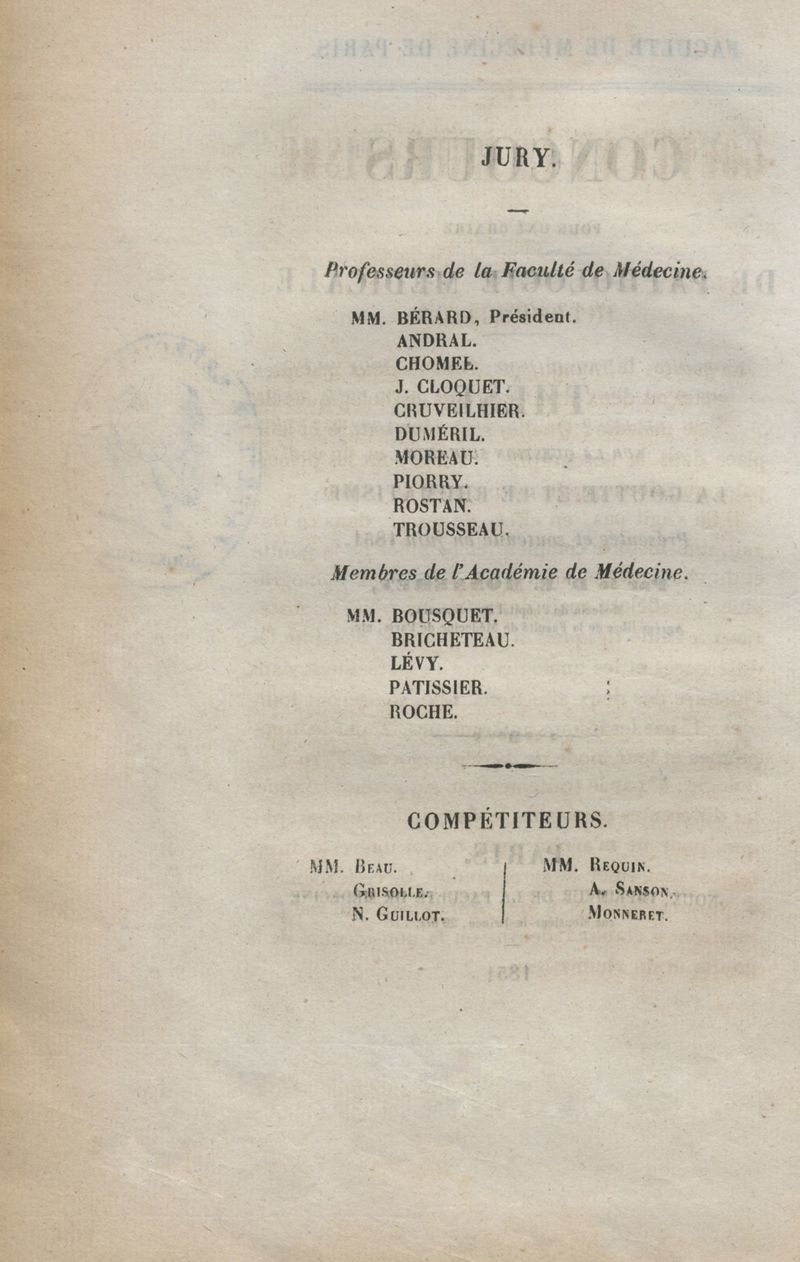 JURY.
Professeurs de la Faculté de Médecine.
MM. BÉRARD, Président.
ANDRAL.
CHOMEL.
J. CLOQUET.
CRUVEILHIER.
DUMÉRIL.
MOREAU.
PIORRY.
ROSTAN.
TROUSSEAU.
Membres de l'Académie de Médecine.
MM. BOUSQUET.
BRICHETEAU.
LÉVY.
PATISSIER.
ROCHE.
COMPÉTITEURS.
MM. BEAU.
GRISOLLE.
N. GUILLOT.
MM. REQUIN.
A. SANSON.
MONNERET.